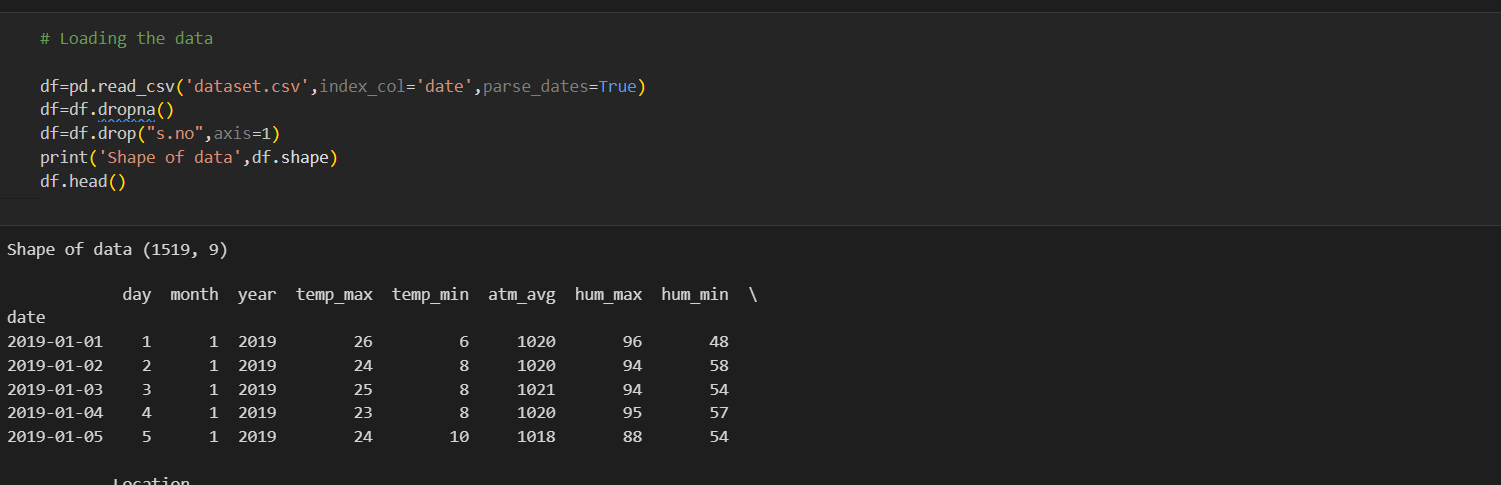 # Loading the data
df=pd.read_csv('dataset.csv',index_col='date',parse_dates=True)
df=df.dropna()
df=df.drop("s.no",axis=1)
print('Shape of data',df.shape)
df.head()
Shape of data (1519, 9)
day month year temp_max temp_min atm_avg hum_max hum_min \
date
2019-01-01 1 1 2019 26 6 1020 96 48
2019-01-02 2 1 2019 24 8 1020 94 58
2019-01-03 3 1 2019 25 8 1021 94 54
2019-01-04 4 1 2019 23 8 1020 95 57
2019-01-05 5 1 2019 24 10 1018 88 54
Location